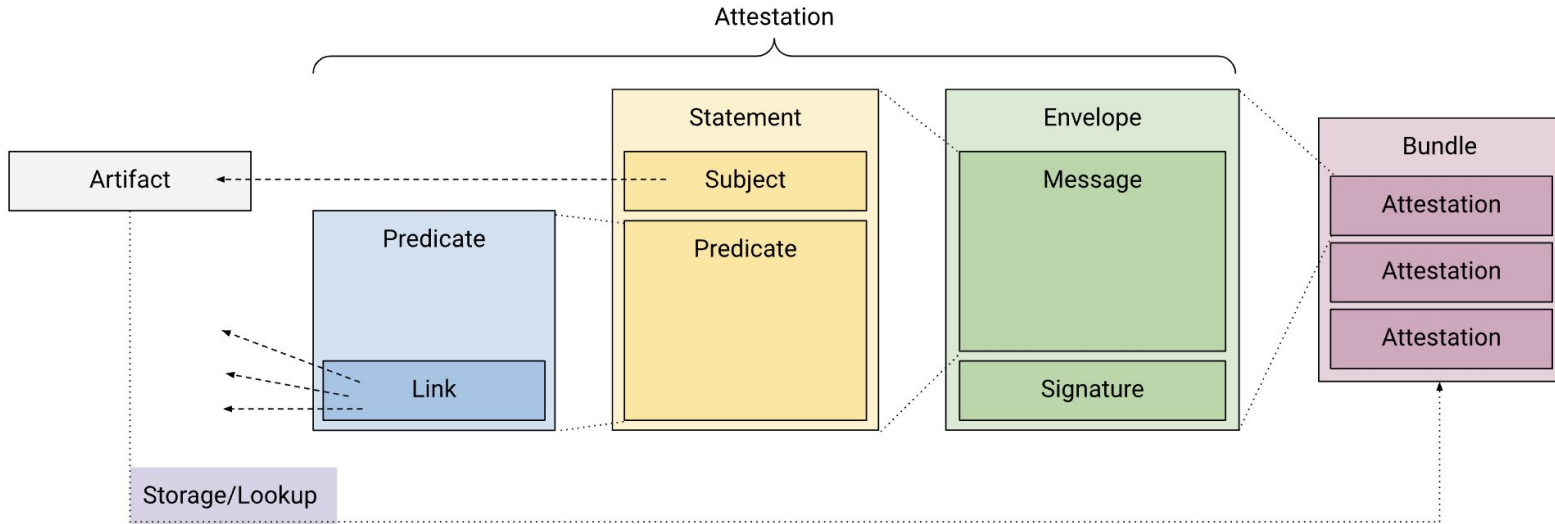 Attestation
Artifact
Predicate
Link
Statement
Subject
Predicate
Envelope
Message
Signature
Bundle
Attestation
Attestation
Attestation
Storage/Lookup